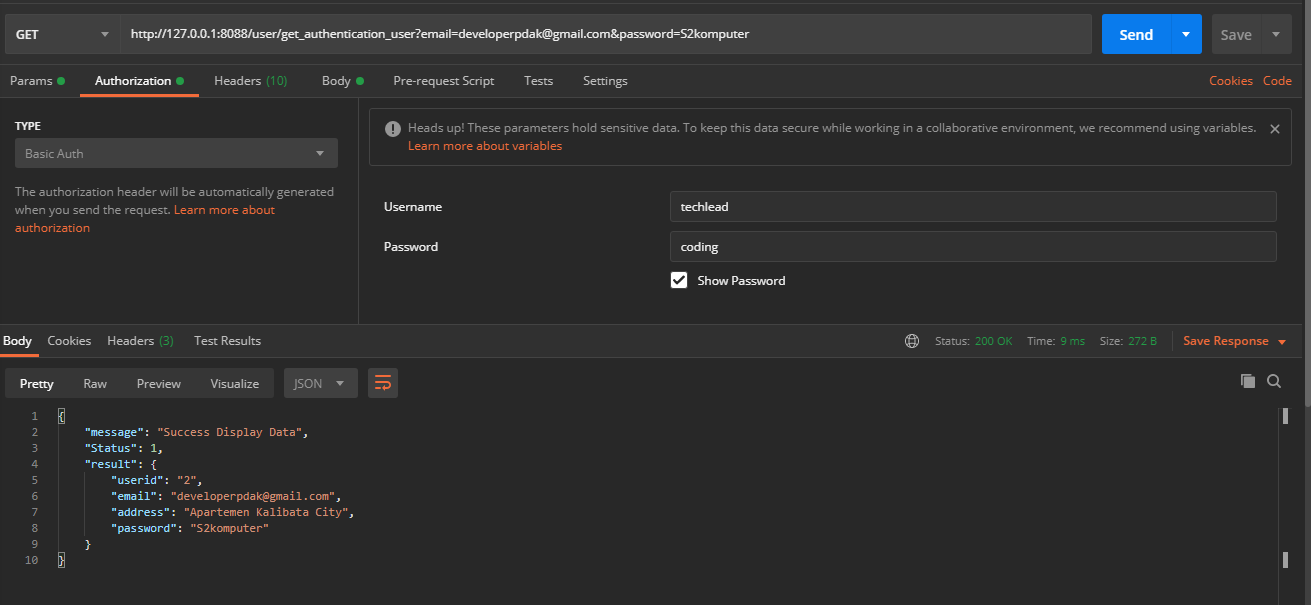 GET http://127.0.0.1:8088/user/get_authentication_user?email=developerpdak@gmail.com&password=S2komputer Send Save
Params Authorization Headers (10) Body Pre-request Script Tests Settings Cookies Code
TYPE
Basic Auth
The authorization header will be automatically generated
when you send the request. Learn more about
authorization
Heads up! These parameters hold sensitive data. To keep this data secure while working in a collaborative environment, we recommend using variables.
Learn more about variables
Username techlead
Password coding
Show Password
Body Cookies Headers (3) Test Results Status: 200 OK Time: 9 ms Size: 272 B Save Response
Pretty Raw Preview Visualize JSON
1 {
2 "message": "Success Display Data",
3 "Status": 1,
4 "result": {
5 "userid": "2",
6 "email": "developerpdak@gmail.com",
7 "address": "Apartemen Kalibata City",
8 "password": "S2komputer"
9 }
10 }